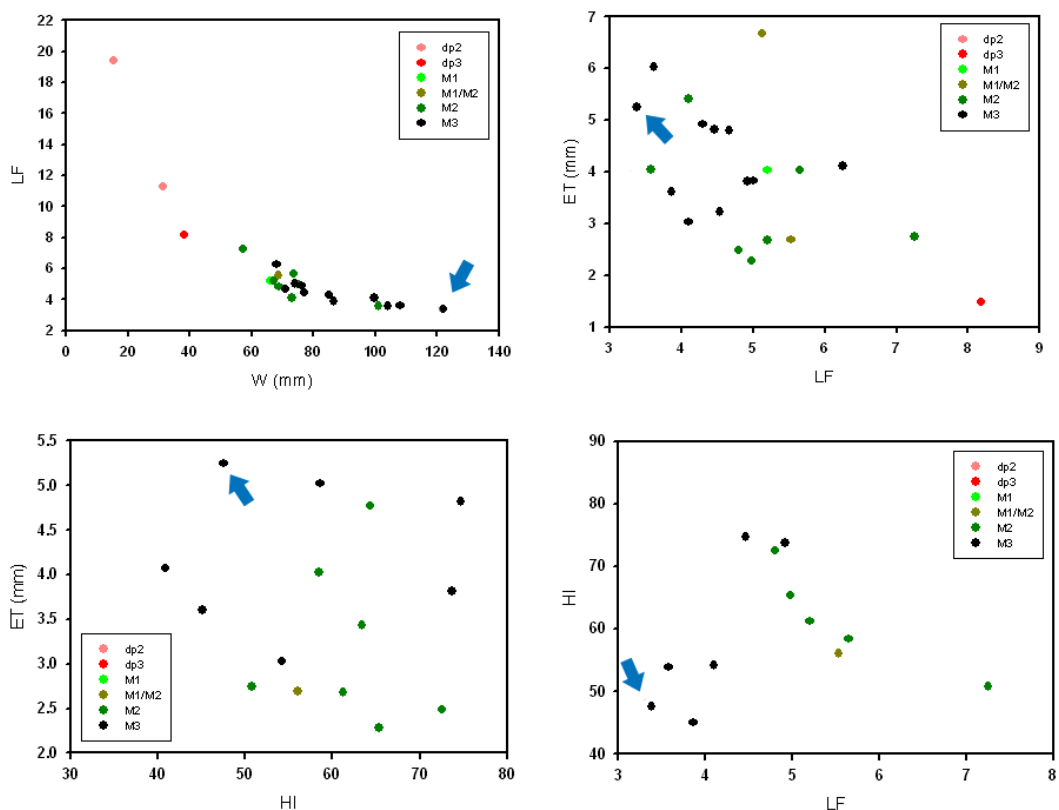 22
20
18
16
14
12
10
8
6
4
2
LF
0 20 40 60 80 100 120 140
W (mm)
dp2
dp3
M1
M1/M2
M2
M3
7
6
5
4
3
2
1
ET (mm)
3 4 5 6 7 8 9
LF
dp2
dp3
M1
M1/M2
M2
M3
5.5
5.0
4.5
4.0
3.5
3.0
2.5
2.0
ET (mm)
30 40 50 60 70 80
HI
dp2
dp3
M1
M1/M2
M2
M3
90
80
70
60
50
40
HI
3 4 5 6 7 8
LF
dp2
dp3
M1
M1/M2
M2
M3